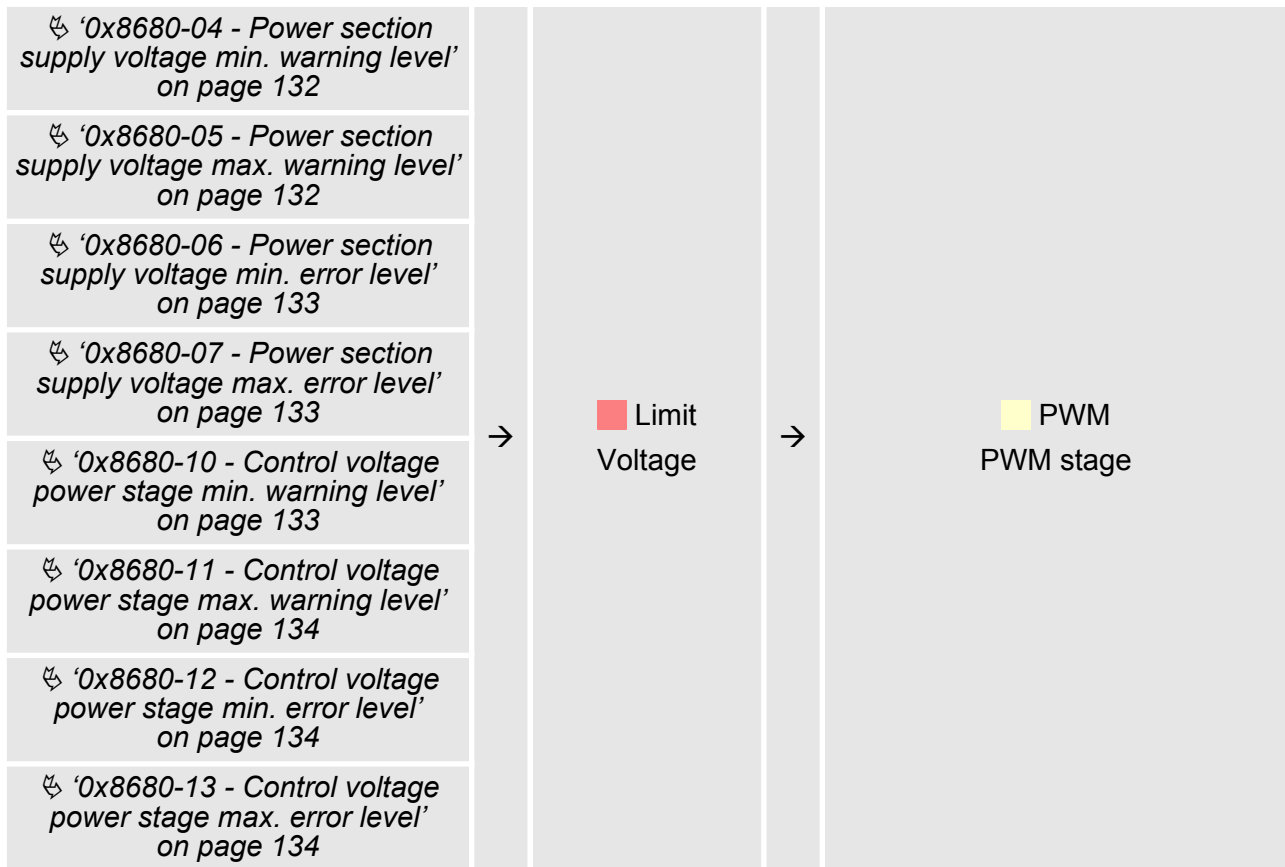 ↳ ‘0x8680-04 - Power section
supply voltage min. warning level’
on page 132
↳ ‘0x8680-05 - Power section
supply voltage max. warning level’
on page 132
↳ ‘0x8680-06 - Power section
supply voltage min. error level’
on page 133
↳ ‘0x8680-07 - Power section
supply voltage max. error level’
on page 133
↳ ‘0x8680-10 - Control voltage
power stage min. warning level’
on page 133
↳ ‘0x8680-11 - Control voltage
power stage max. warning level’
on page 134
↳ ‘0x8680-12 - Control voltage
power stage min. error level’
on page 134
↳ ‘0x8680-13 - Control voltage
power stage max. error level’
on page 134
→
Limit
Voltage
→
PWM
PWM stage